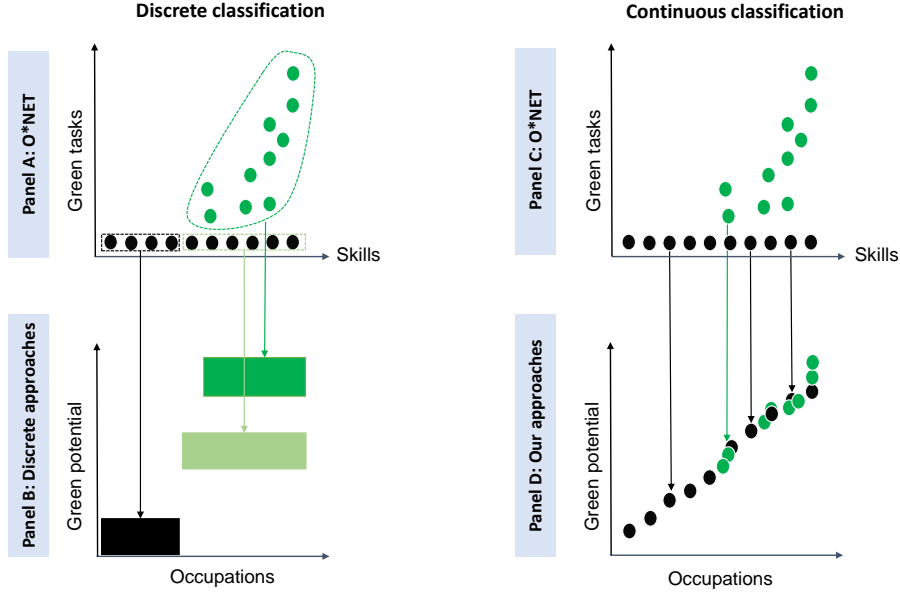 Discrete classification
Continuous classification
Panel A: O*NET
Green tasks
Skills
Panel C: O*NET
Green tasks
Skills
Panel B: Discrete approaches
Green potential
Occupations
Panel D: Our approaches
Green potential
Occupations